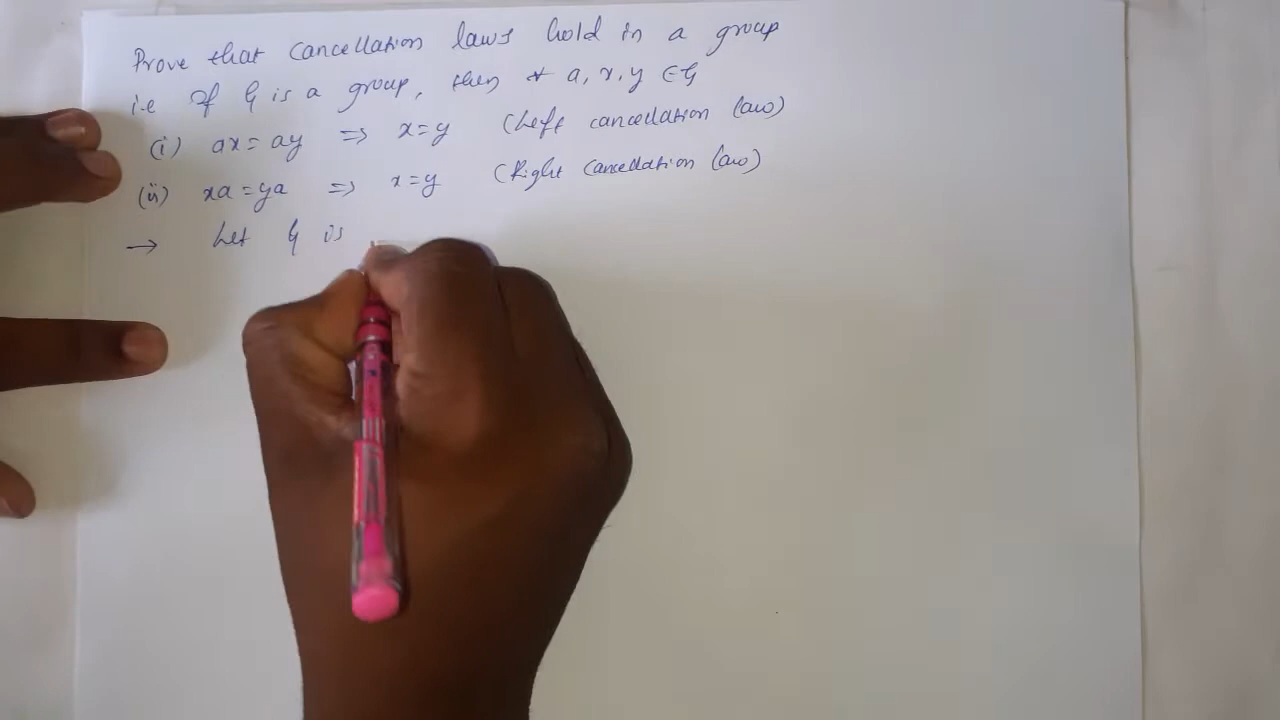 Prove that cancellation laws hold in a group
i.e If G is a group, then ∀ a, x, y ∈ G
(i) ax = ay ⇒ x = y (Left cancellation law)
(ii) xa = ya ⇒ x = y (Right cancellation law)
→ Let G is